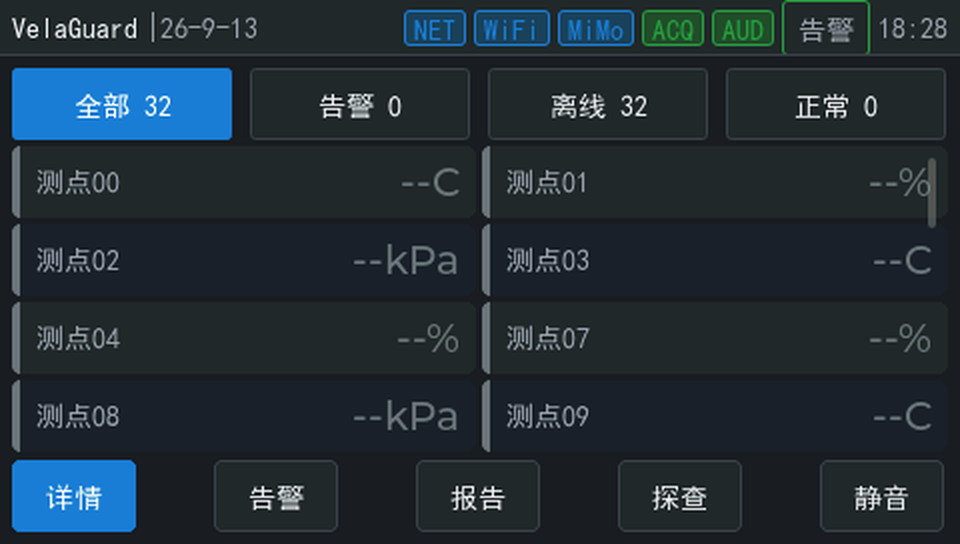 VelaGuard |26-9-13 NET WiFi MiMo ACQ AUD 告警 18:28
全部 32 告警 0 离线 32 正常 0
测点00 --C 测点01 --%
测点02 --kPa 测点03 --C
测点04 --% 测点07 --%
测点08 --kPa 测点09 --C
详情 告警 报告 探查 静音